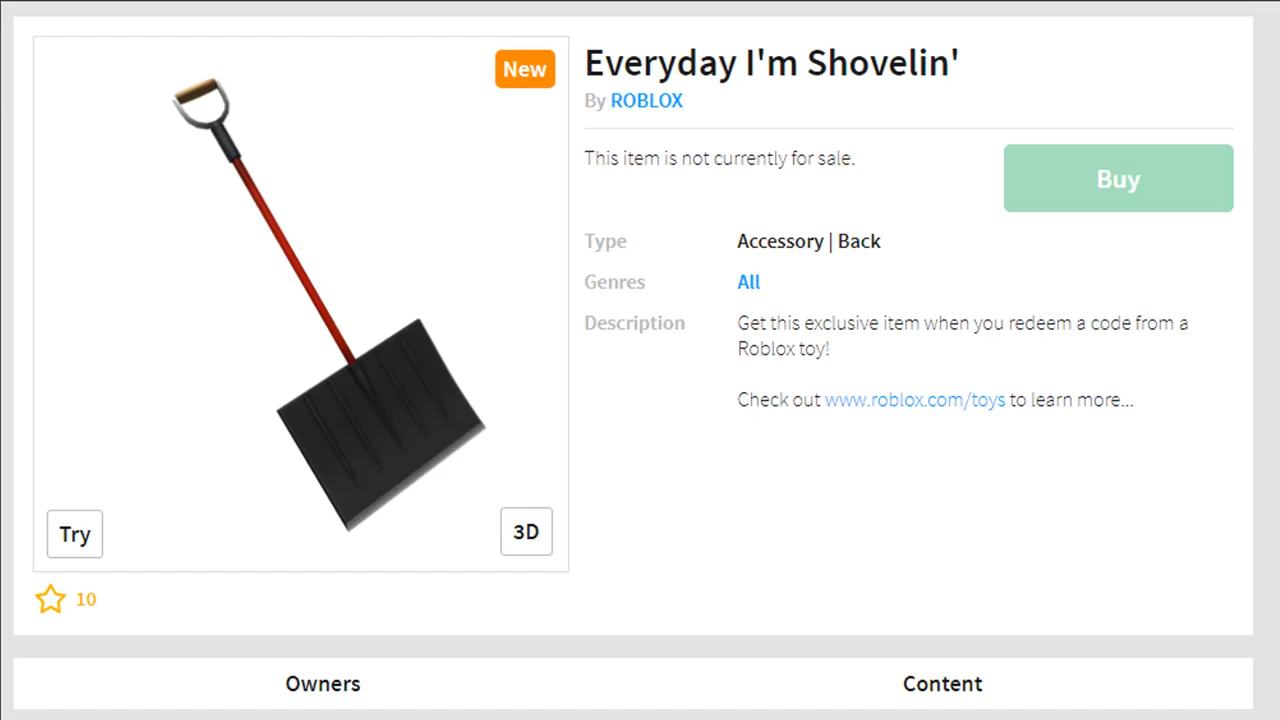 New
Everyday I'm Shovelin'
By ROBLOX
This item is not currently for sale.
Buy
Type Accessory | Back
Genres All
Description Get this exclusive item when you redeem a code from a
Roblox toy!
Check out www.roblox.com/toys to learn more...
Try
3D
10
Owners
Content